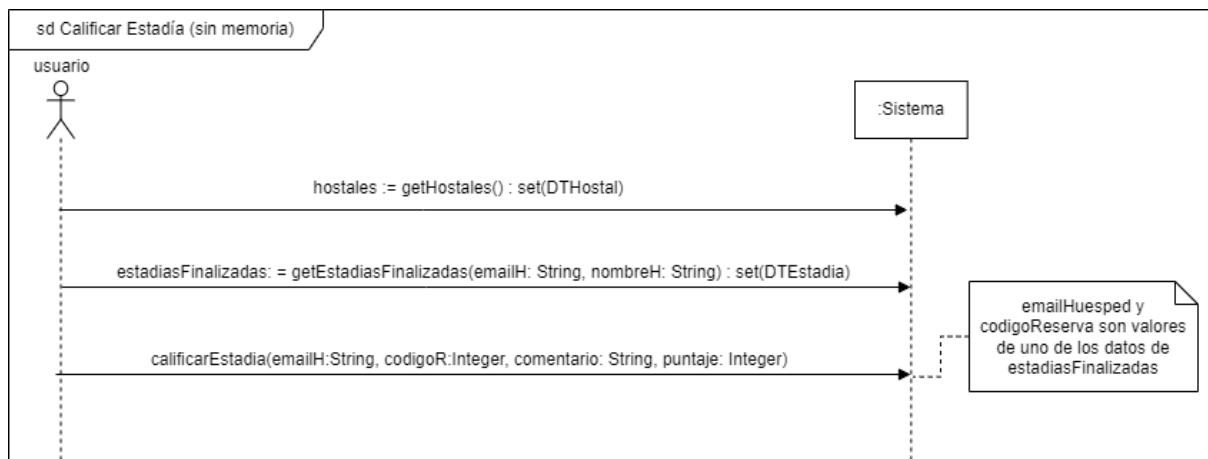 sd Calificar Estadía (sin memoria)
usuario
:Sistema
hostales := getHostales() : set(DTHostal)
estadiasFinalizadas: = getEstadiasFinalizadas(emailH: String, nombreH: String) : set(DTEstadia)
emailHuesped y
codigoReserva son valores
de uno de los datos de
estadiasFinalizadas
calificarEstadia(emailH:String, codigoR:Integer, comentario: String, puntaje: Integer)